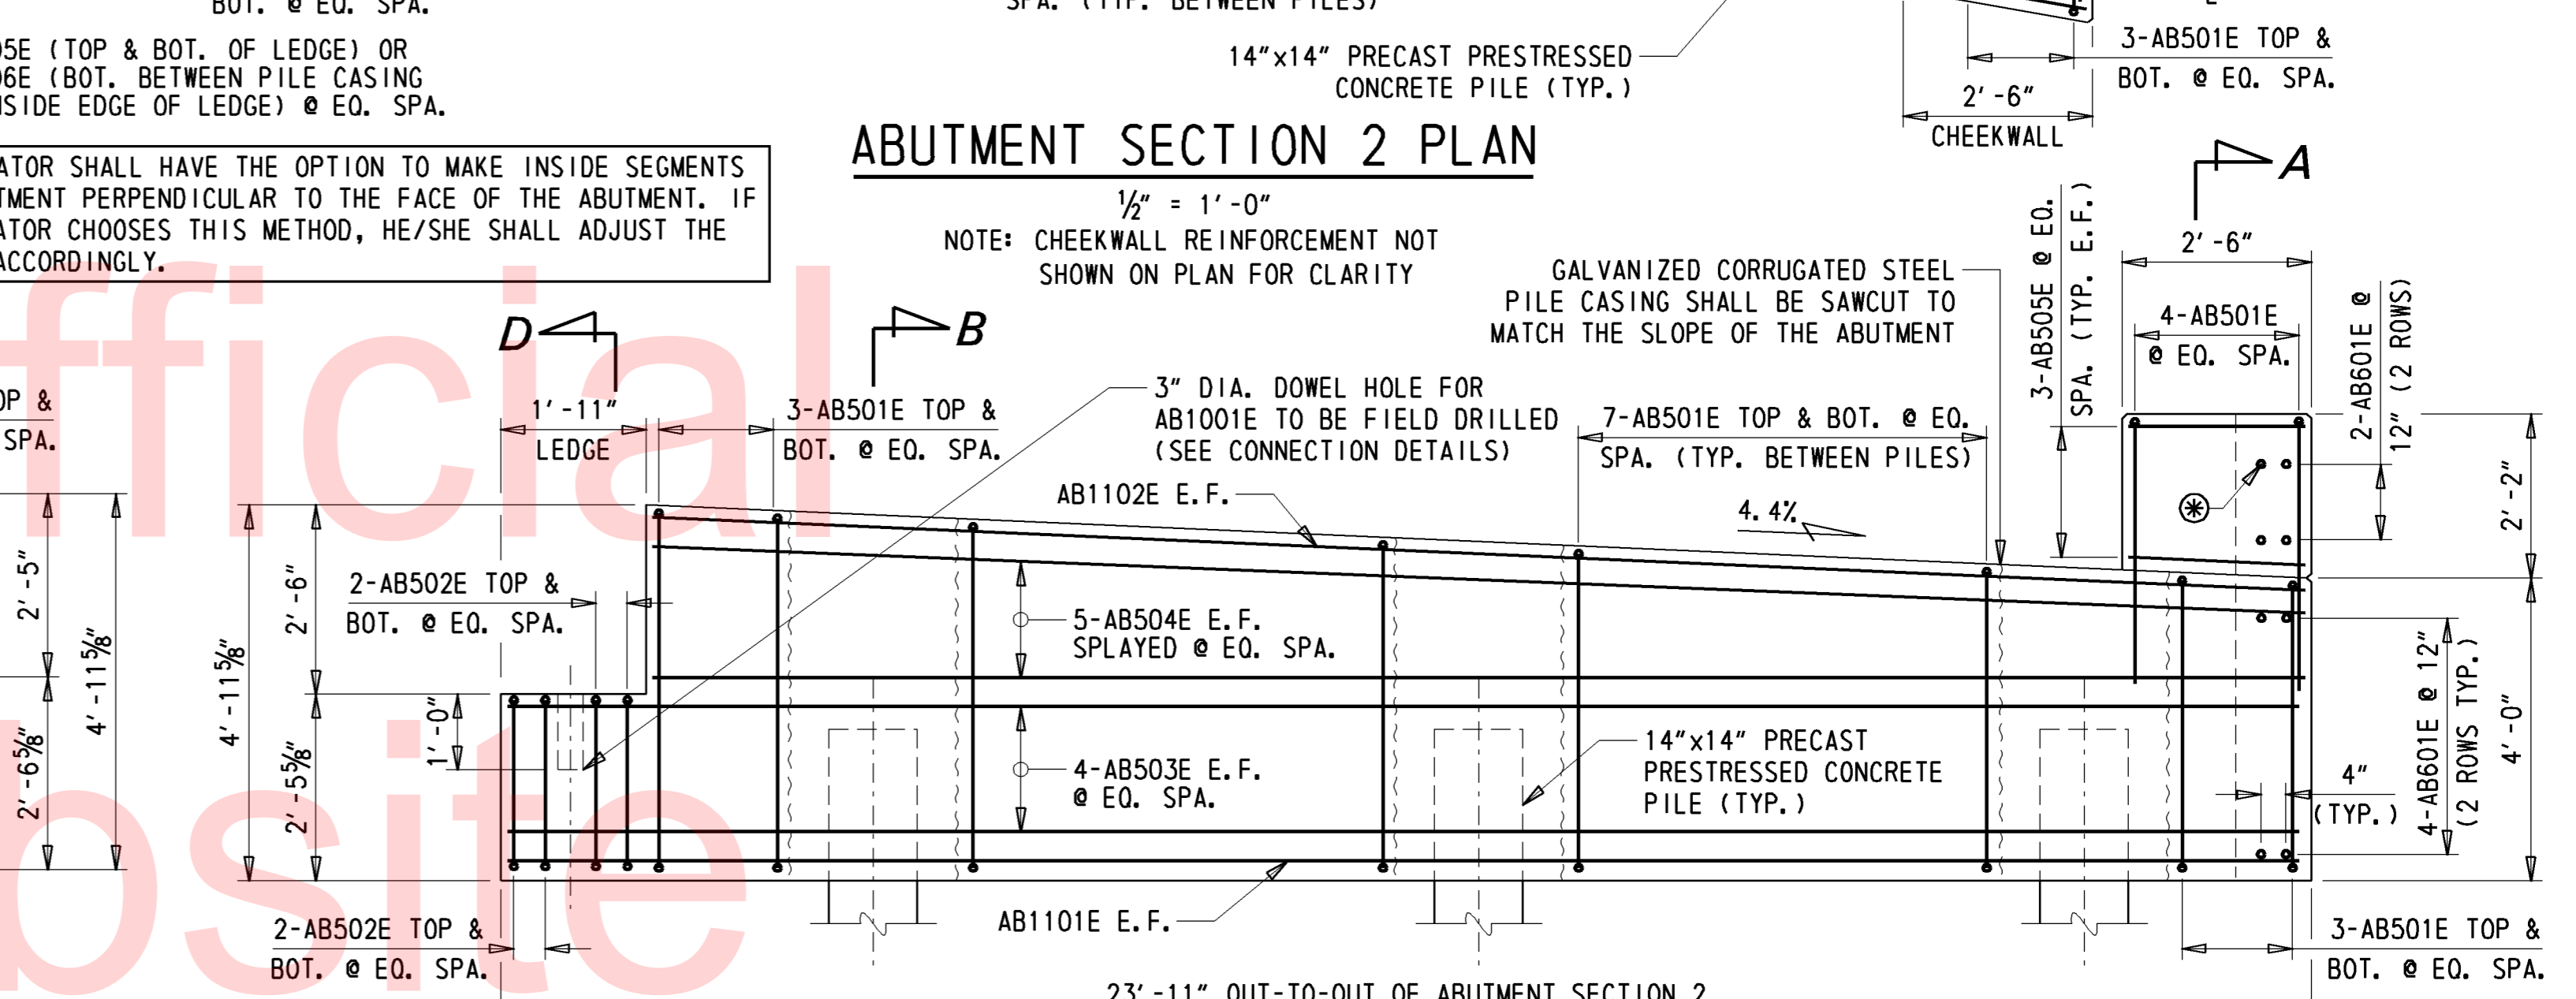 BOT. @ EQ. SPA.
SPA. (TYP. BETWEEN PILES)
5E (TOP & BOT. OF LEDGE) OR
6E (BOT. BETWEEN PILE CASING
SIDE EDGE OF LEDGE) @ EQ. SPA.
14"x14" PRECAST PRESTRESSED
CONCRETE PILE (TYP.)
3-AB501E TOP &
BOT. @ EQ. SPA.
2'-6"
CHEEKWALL
ATOR SHALL HAVE THE OPTION TO MAKE INSIDE SEGMENTS
TMENT PERPENDICULAR TO THE FACE OF THE ABUTMENT. IF
ATOR CHOOSES THIS METHOD, HE/SHE SHALL ADJUST THE
ACCORDINGLY.
ABUTMENT SECTION 2 PLAN
½" = 1'-0"
NOTE: CHEEKWALL REINFORCEMENT NOT
SHOWN ON PLAN FOR CLARITY
A
2'-6"
GALVANIZED CORRUGATED STEEL
PILE CASING SHALL BE SAWCUT TO
MATCH THE SLOPE OF THE ABUTMENT
3-AB505E @ EQ.
SPA. (TYP. E.F.)
4-AB501E
@ EQ. SPA.
2-AB601E @
12" (2 ROWS)
D
B
OP &
SPA.
1'-11"
LEDGE
3-AB501E TOP &
BOT. @ EQ. SPA.
3" DIA. DOWEL HOLE FOR
AB1001E TO BE FIELD DRILLED
(SEE CONNECTION DETAILS)
7-AB501E TOP & BOT. @ EQ.
SPA. (TYP. BETWEEN PILES)
AB1102E E.F.
4.4%
2'-2"
2'-5"
4'-11⅝"
2'-6⅝"
4'-11⅝"
2'-6"
2'-5⅝"
2-AB502E TOP &
BOT. @ EQ. SPA.
1'-0"
5-AB504E E.F.
SPLAYED @ EQ. SPA.
4-AB503E E.F.
@ EQ. SPA.
14"x14" PRECAST
PRESTRESSED CONCRETE
PILE (TYP.)
4"
(TYP.)
4-AB601E @ 12"
(2 ROWS TYP.)
4'-0"
2-AB502E TOP &
BOT. @ EQ. SPA.
AB1101E E.F.
3-AB501E TOP &
BOT. @ EQ. SPA.
23'-11" OUT-TO-OUT OF ABUTMENT SECTION 2
fficial
bsite